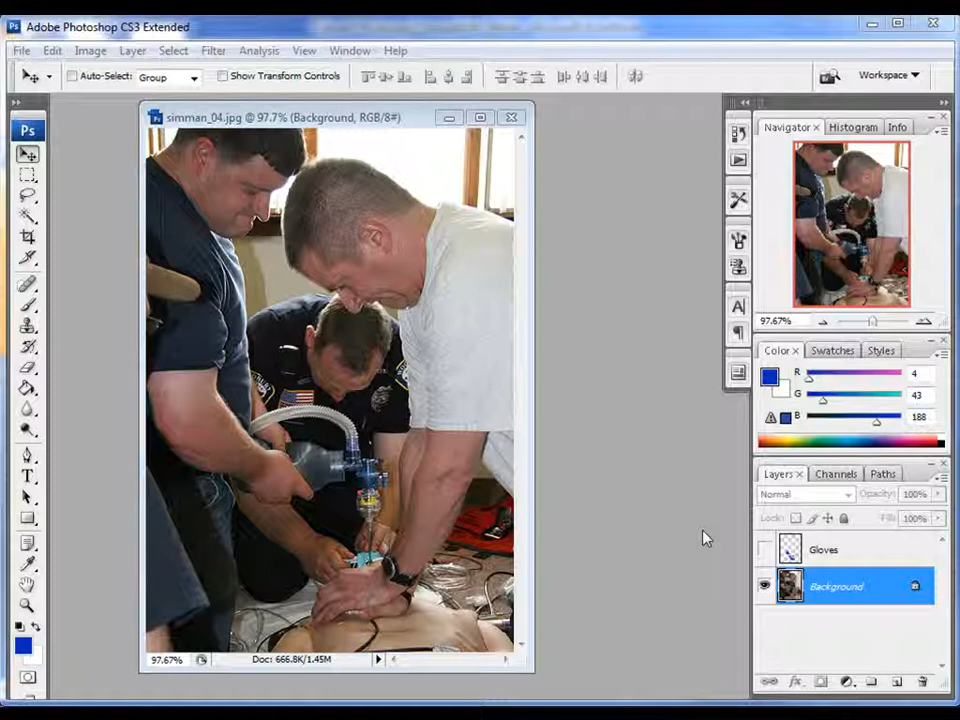 Ps Adobe Photoshop CS3 Extended
File Edit Image Layer Select Filter Analysis View Window Help
Auto-Select: Group Show Transform Controls Workspace
Ps
simman_04.jpg @ 97.7% (Background, RGB/8#)
97.67% Doc: 666.8K/1.45M
Navigator Histogram Info
97.67%
Color Swatches Styles
R 4
G 43
B 188
Layers Channels Paths
Normal Opacity: 100%
Lock: Fill: 100%
Gloves
Background